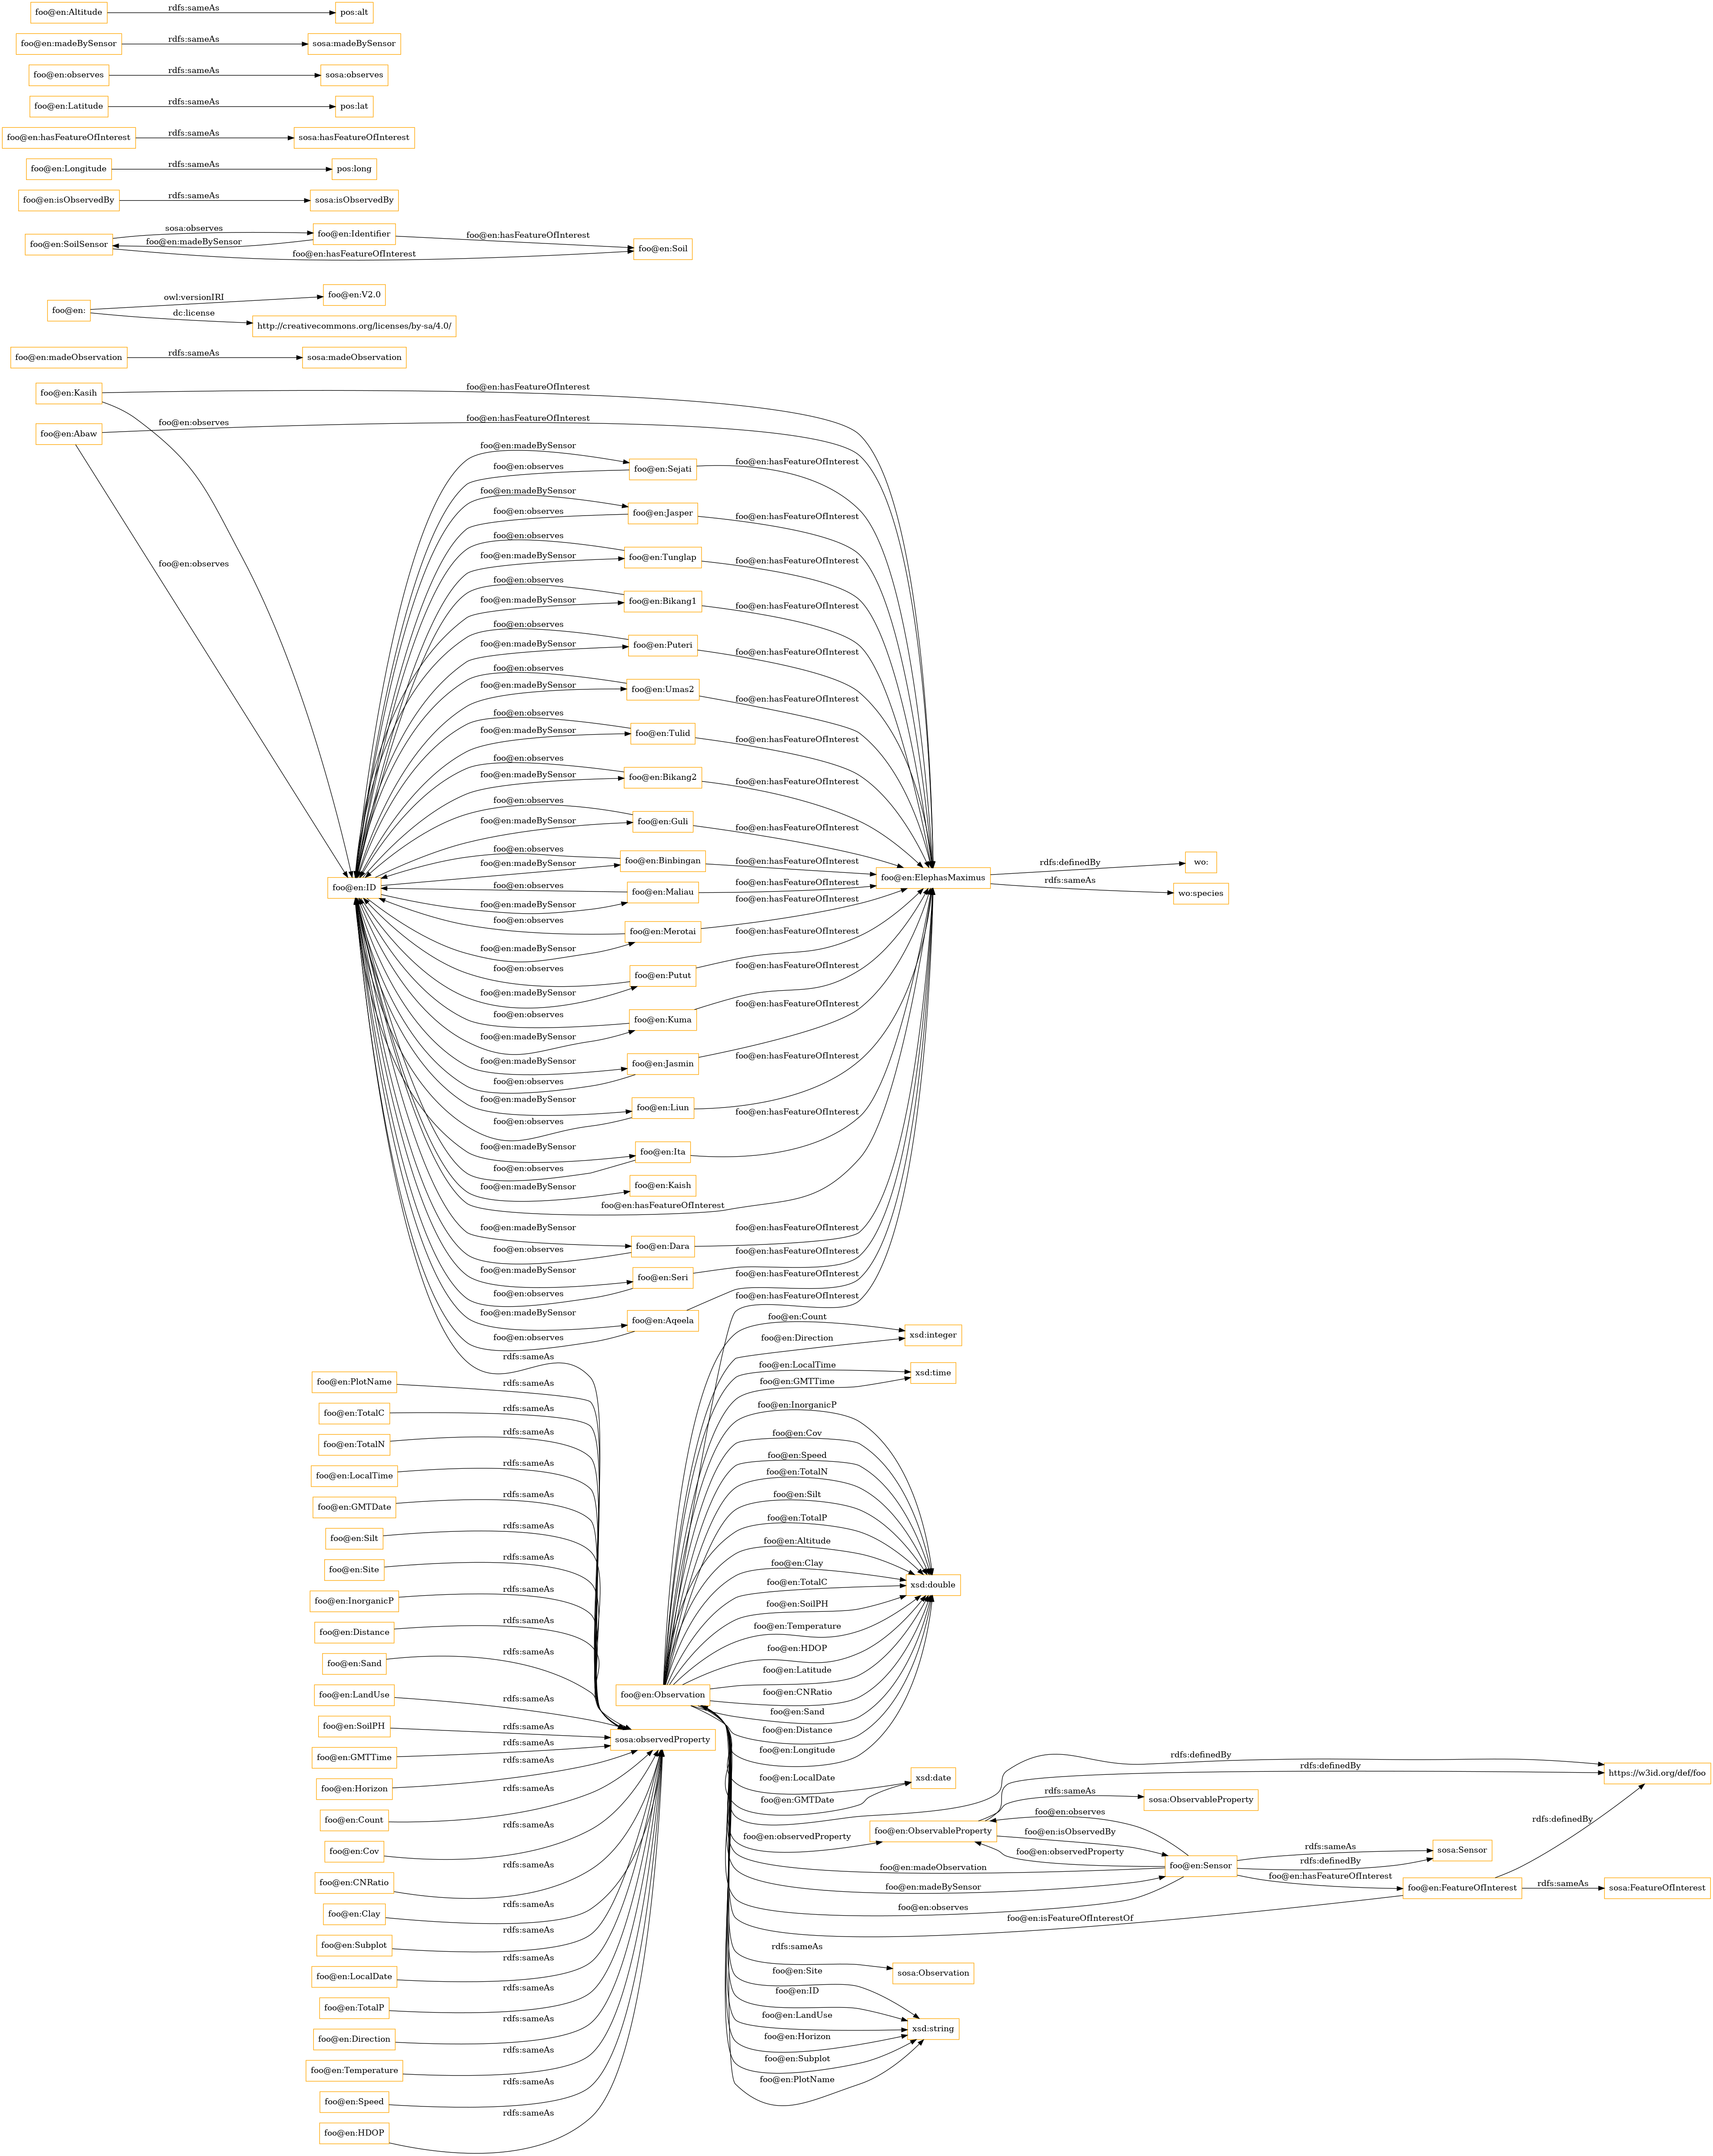 foo@en:Altitude rdfs:sameAs pos:alt
foo@en:madeBySensor rdfs:sameAs sosa:madeBySensor
foo@en:observes rdfs:sameAs sosa:observes
foo@en:Latitude rdfs:sameAs pos:lat
foo@en:hasFeatureOfInterest rdfs:sameAs sosa:hasFeatureOfInterest
foo@en:Longitude rdfs:sameAs pos:long
foo@en:isObservedBy rdfs:sameAs sosa:isObservedBy
sosa:observes
foo@en:Identifier
foo@en:hasFeatureOfInterest
foo@en:SoilSensor
foo@en:madeBySensor
foo@en:Soil
foo@en:hasFeatureOfInterest
owl:versionIRI
foo@en:V2.0
foo@en:
dc:license
http://creativecommons.org/licenses/by-sa/4.0/
foo@en:madeObservation rdfs:sameAs sosa:madeObservation
foo@en:Kasih
foo@en:hasFeatureOfInterest
foo@en:observes
foo@en:Abaw
foo@en:hasFeatureOfInterest
foo@en:observes
foo@en:madeBySensor
foo@en:observes
foo@en:Sejati
foo@en:hasFeatureOfInterest
foo@en:madeBySensor
foo@en:observes
foo@en:Jasper
foo@en:hasFeatureOfInterest
foo@en:observes
foo@en:madeBySensor
foo@en:Tunglap
foo@en:hasFeatureOfInterest
foo@en:observes
foo@en:madeBySensor
foo@en:Bikang1
foo@en:hasFeatureOfInterest
foo@en:observes
foo@en:madeBySensor
foo@en:Puteri
foo@en:hasFeatureOfInterest
foo@en:observes
foo@en:madeBySensor
foo@en:Umas2
foo@en:hasFeatureOfInterest
foo@en:observes
foo@en:madeBySensor
foo@en:Tulid
foo@en:hasFeatureOfInterest
foo@en:observes
foo@en:madeBySensor
foo@en:Bikang2
foo@en:hasFeatureOfInterest
foo@en:observes
foo@en:madeBySensor
foo@en:Guli
foo@en:hasFeatureOfInterest
foo@en:observes
foo@en:madeBySensor
foo@en:Binbingan
foo@en:hasFeatureOfInterest
foo@en:ID
foo@en:ElephasMaximus
rdfs:definedBy
wo:
rdfs:sameAs
wo:species
foo@en:observes
foo@en:madeBySensor
foo@en:Maliau
foo@en:hasFeatureOfInterest
foo@en:observes
foo@en:madeBySensor
foo@en:Merotai
foo@en:hasFeatureOfInterest
foo@en:observes
foo@en:madeBySensor
foo@en:Putut
foo@en:hasFeatureOfInterest
foo@en:observes
foo@en:madeBySensor
foo@en:Kuma
foo@en:hasFeatureOfInterest
foo@en:madeBySensor
foo@en:observes
foo@en:Jasmin
foo@en:hasFeatureOfInterest
foo@en:madeBySensor
foo@en:observes
foo@en:Liun
foo@en:hasFeatureOfInterest
foo@en:madeBySensor
foo@en:observes
foo@en:Ita
foo@en:hasFeatureOfInterest
foo@en:madeBySensor
foo@en:Kaish
foo@en:hasFeatureOfInterest
foo@en:madeBySensor
foo@en:observes
foo@en:Dara
foo@en:hasFeatureOfInterest
foo@en:madeBySensor
foo@en:observes
foo@en:Seri
foo@en:hasFeatureOfInterest
foo@en:madeBySensor
foo@en:observes
foo@en:Aqeela
foo@en:hasFeatureOfInterest
rdfs:sameAs
foo@en:PlotName rdfs:sameAs
foo@en:TotalC rdfs:sameAs
foo@en:TotalN rdfs:sameAs
foo@en:LocalTime rdfs:sameAs
foo@en:GMTDate rdfs:sameAs
foo@en:Silt rdfs:sameAs
foo@en:Site rdfs:sameAs
foo@en:InorganicP rdfs:sameAs
foo@en:Distance rdfs:sameAs
foo@en:Sand rdfs:sameAs
foo@en:LandUse rdfs:sameAs
foo@en:SoilPH rdfs:sameAs
foo@en:GMTTime rdfs:sameAs
foo@en:Horizon rdfs:sameAs
foo@en:Count rdfs:sameAs
foo@en:Cov rdfs:sameAs
foo@en:CNRatio rdfs:sameAs
foo@en:Clay rdfs:sameAs
foo@en:Subplot rdfs:sameAs
foo@en:LocalDate rdfs:sameAs
foo@en:TotalP rdfs:sameAs
foo@en:Direction rdfs:sameAs
foo@en:Temperature rdfs:sameAs
foo@en:Speed rdfs:sameAs
foo@en:HDOP rdfs:sameAs
sosa:observedProperty
foo@en:Observation
foo@en:hasFeatureOfInterest
foo@en:Count
foo@en:Direction
xsd:integer
foo@en:LocalTime
foo@en:GMTTime
xsd:time
foo@en:InorganicP
foo@en:Cov
foo@en:Speed
foo@en:TotalN
foo@en:Silt
foo@en:TotalP
foo@en:Altitude
foo@en:Clay
foo@en:TotalC
foo@en:SoilPH
foo@en:Temperature
foo@en:HDOP
foo@en:Latitude
foo@en:CNRatio
foo@en:Sand
foo@en:Distance
foo@en:Longitude
xsd:double
foo@en:LocalDate
foo@en:GMTDate
xsd:date
rdfs:definedBy
rdfs:definedBy
https://w3id.org/def/foo
rdfs:sameAs
sosa:ObservableProperty
foo@en:observedProperty
foo@en:ObservableProperty
foo@en:observes
foo@en:isObservedBy
foo@en:observedProperty
foo@en:madeObservation
foo@en:madeBySensor
foo@en:observes
foo@en:Sensor
rdfs:sameAs
rdfs:definedBy
sosa:Sensor
foo@en:hasFeatureOfInterest
foo@en:FeatureOfInterest
rdfs:definedBy
rdfs:sameAs
sosa:FeatureOfInterest
foo@en:isFeatureOfInterestOf
rdfs:sameAs
sosa:Observation
foo@en:Site
foo@en:ID
foo@en:LandUse
foo@en:Horizon
foo@en:Subplot
foo@en:PlotName
xsd:string